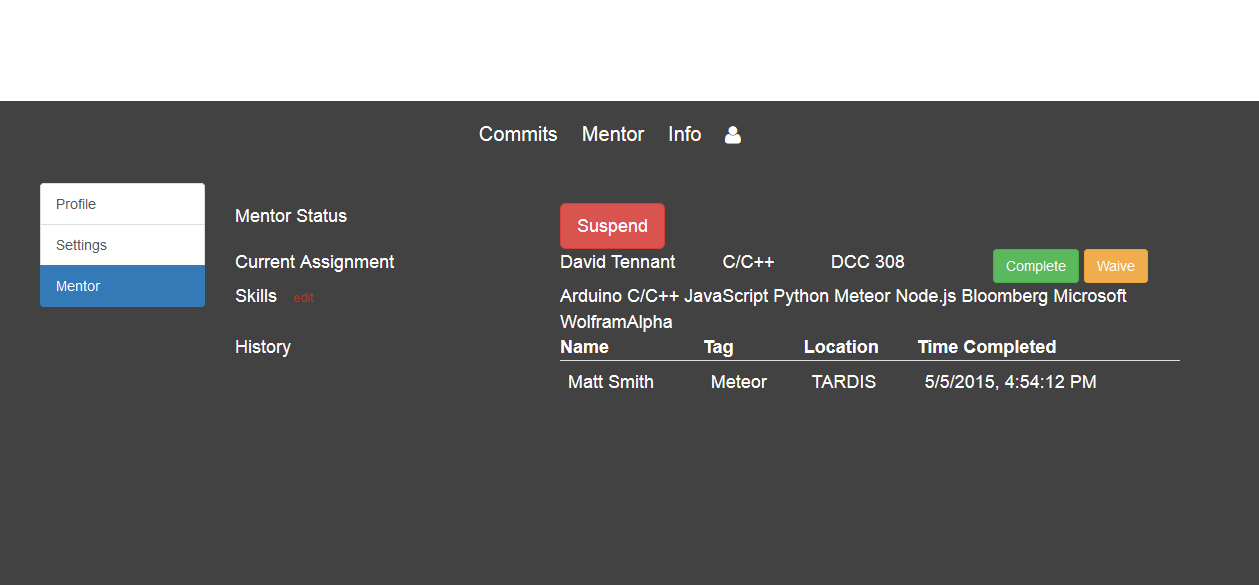 Commits Mentor Info
Profile
Settings
Mentor
Mentor Status Suspend
Current Assignment David Tennant C/C++ DCC 308 Complete Waive
Skills edit Arduino C/C++ JavaScript Python Meteor Node.js Bloomberg Microsoft
WolframAlpha
History Name Tag Location Time Completed
Matt Smith Meteor TARDIS 5/5/2015, 4:54:12 PM